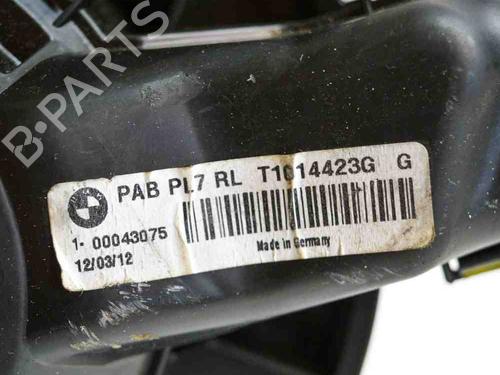 B-PARTS
PAB PL7 RL T1014423G G
1- 00043075
12/03/12
Made in Germany